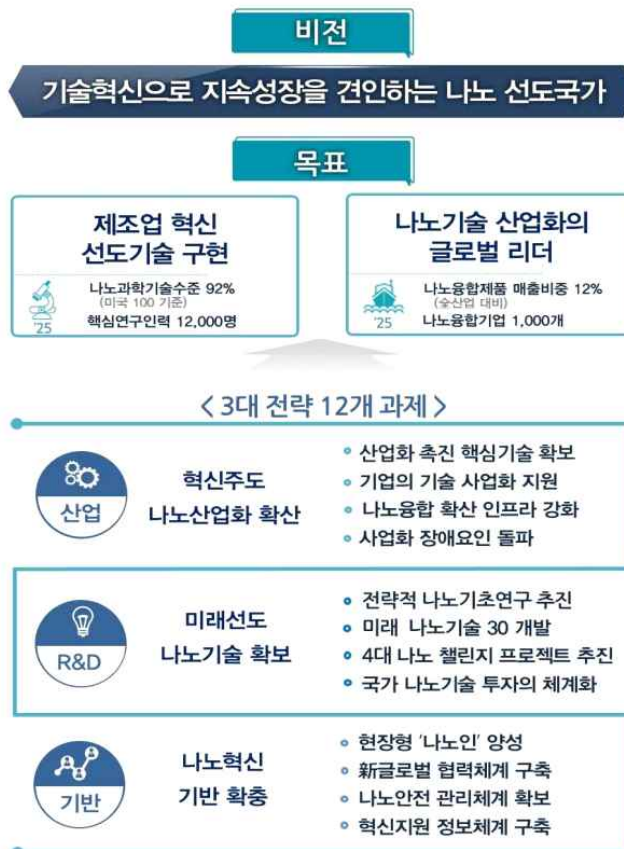 비전
기술혁신으로 지속성장을 견인하는 나노 선도국가
목표
제조업 혁신
선도기술 구현
나노과학기술수준 92%
(미국 100 기준)
핵심연구인력 12,000명
'25
나노기술 산업화의
글로벌 리더
나노융합제품 매출비중 12%
(全산업 대비)
나노융합기업 1,000개
'25
< 3대 전략 12개 과제 >
산업
혁신주도
나노산업화 확산
산업화 촉진 핵심기술 확보
기업의 기술 사업화 지원
나노융합 확산 인프라 강화
사업화 장애요인 돌파
R&D
미래선도
나노기술 확보
전략적 나노기초연구 추진
미래 나노기술 30 개발
4대 나노 챌린지 프로젝트 추진
국가 나노기술 투자의 체계화
기반
나노혁신
기반 확충
현장형 '나노인' 양성
新글로벌 협력체계 구축
나노안전 관리체계 확보
혁신지원 정보체계 구축